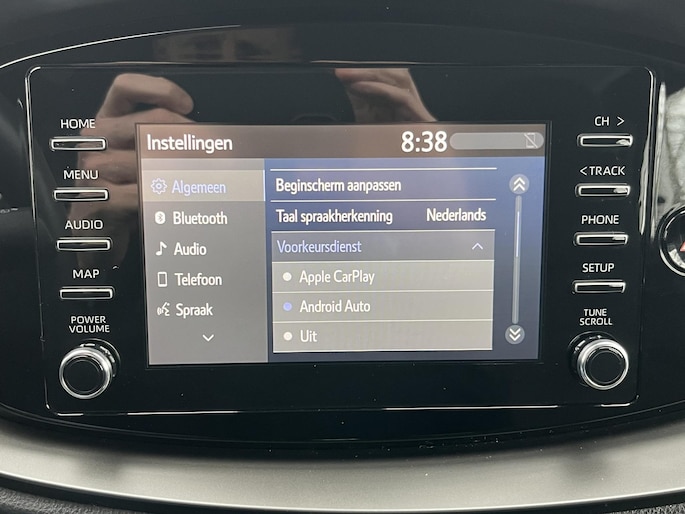 HOME
MENU
AUDIO
MAP
POWER
VOLUME
Instellingen 8:38
Algemeen
Bluetooth
Audio
Telefoon
Spraak
Beginscherm aanpassen
Taal spraakherkenning Nederlands
Voorkeursdienst
Apple CarPlay
Android Auto
Uit
CH >
< TRACK
PHONE
SETUP
TUNE
SCROLL